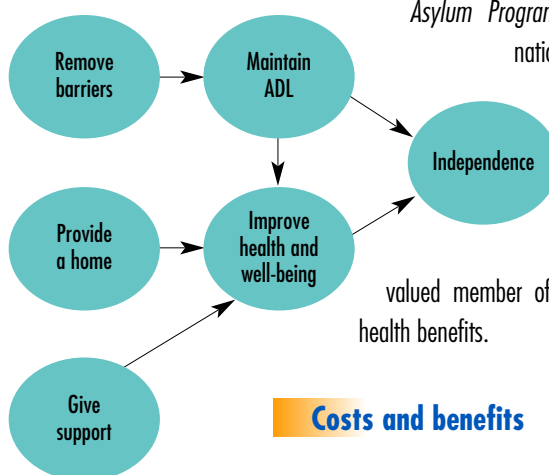 Asylum Program
natio
Remove
barriers
Maintain
ADL
Independence
Provide
a home
Improve
health and
well-being
valued member of
health benefits.
Give
support
Costs and benefits